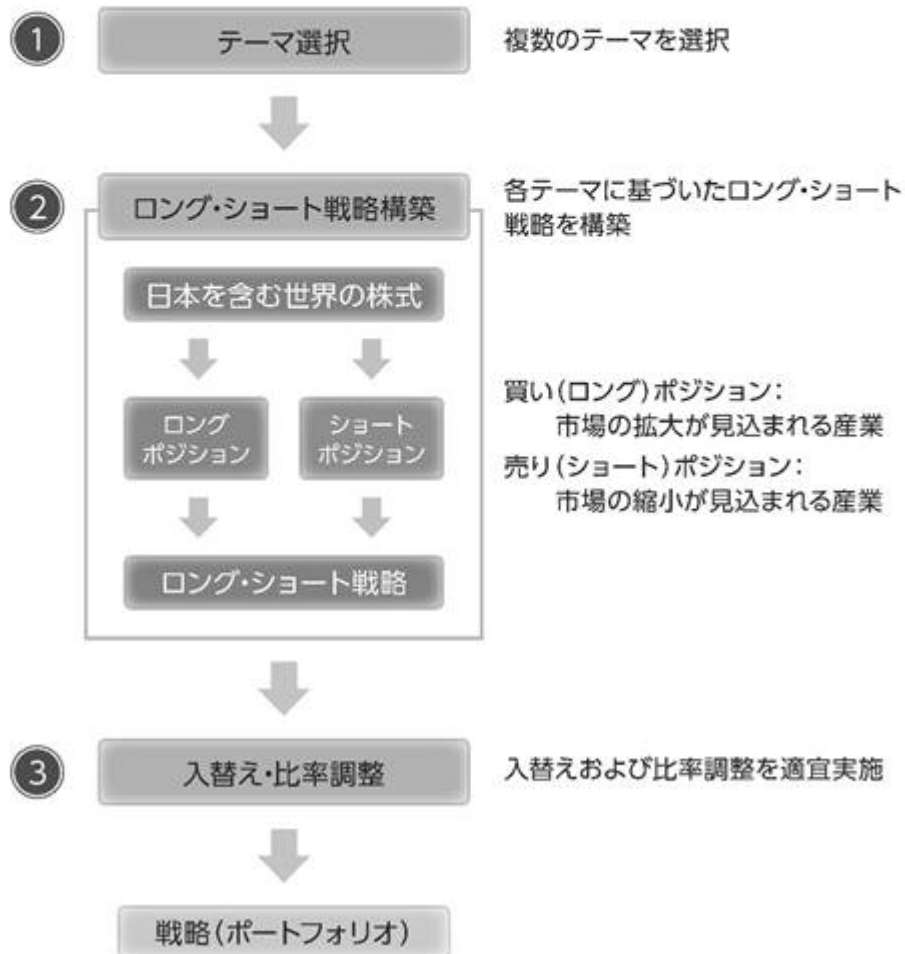 1
テーマ選択
複数のテーマを選択
2
ロング・ショート戦略構築
各テーマに基づいたロング・ショート
戦略を構築
日本を含む世界の株式
ロング
ポジション
ショート
ポジション
買い(ロング)ポジション:
市場の拡大が見込まれる産業
売り(ショート)ポジション:
市場の縮小が見込まれる産業
ロング・ショート戦略
3
入替え・比率調整
入替えおよび比率調整を適宜実施
戦略(ポートフォリオ)